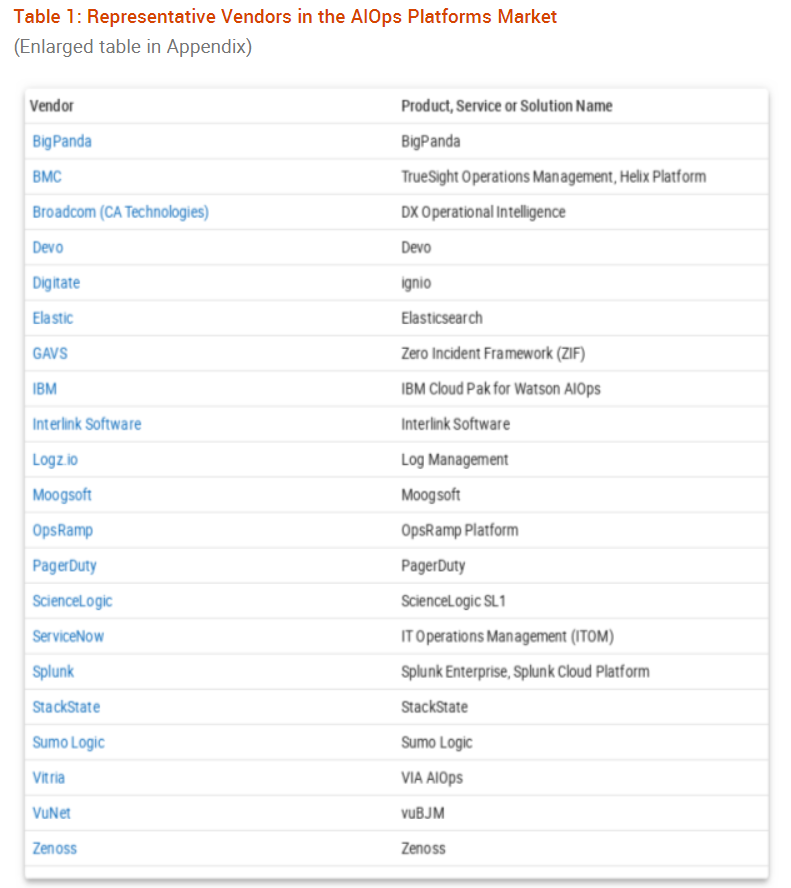 Table 1: Representative Vendors in the AIOps Platforms Market
(Enlarged table in Appendix)
Vendor Product, Service or Solution Name
BigPanda BigPanda
BMC TrueSight Operations Management, Helix Platform
Broadcom (CA Technologies) DX Operational Intelligence
Devo Devo
Digitate ignio
Elastic Elasticsearch
GAVS Zero Incident Framework (ZIF)
IBM IBM Cloud Pak for Watson AIOps
Interlink Software Interlink Software
Logz.io Log Management
Moogsoft Moogsoft
OpsRamp OpsRamp Platform
PagerDuty PagerDuty
ScienceLogic ScienceLogic SL1
ServiceNow IT Operations Management (ITOM)
Splunk Splunk Enterprise, Splunk Cloud Platform
StackState StackState
Sumo Logic Sumo Logic
Vitria VIA AIOps
VuNet vuBJM
Zenoss Zenoss